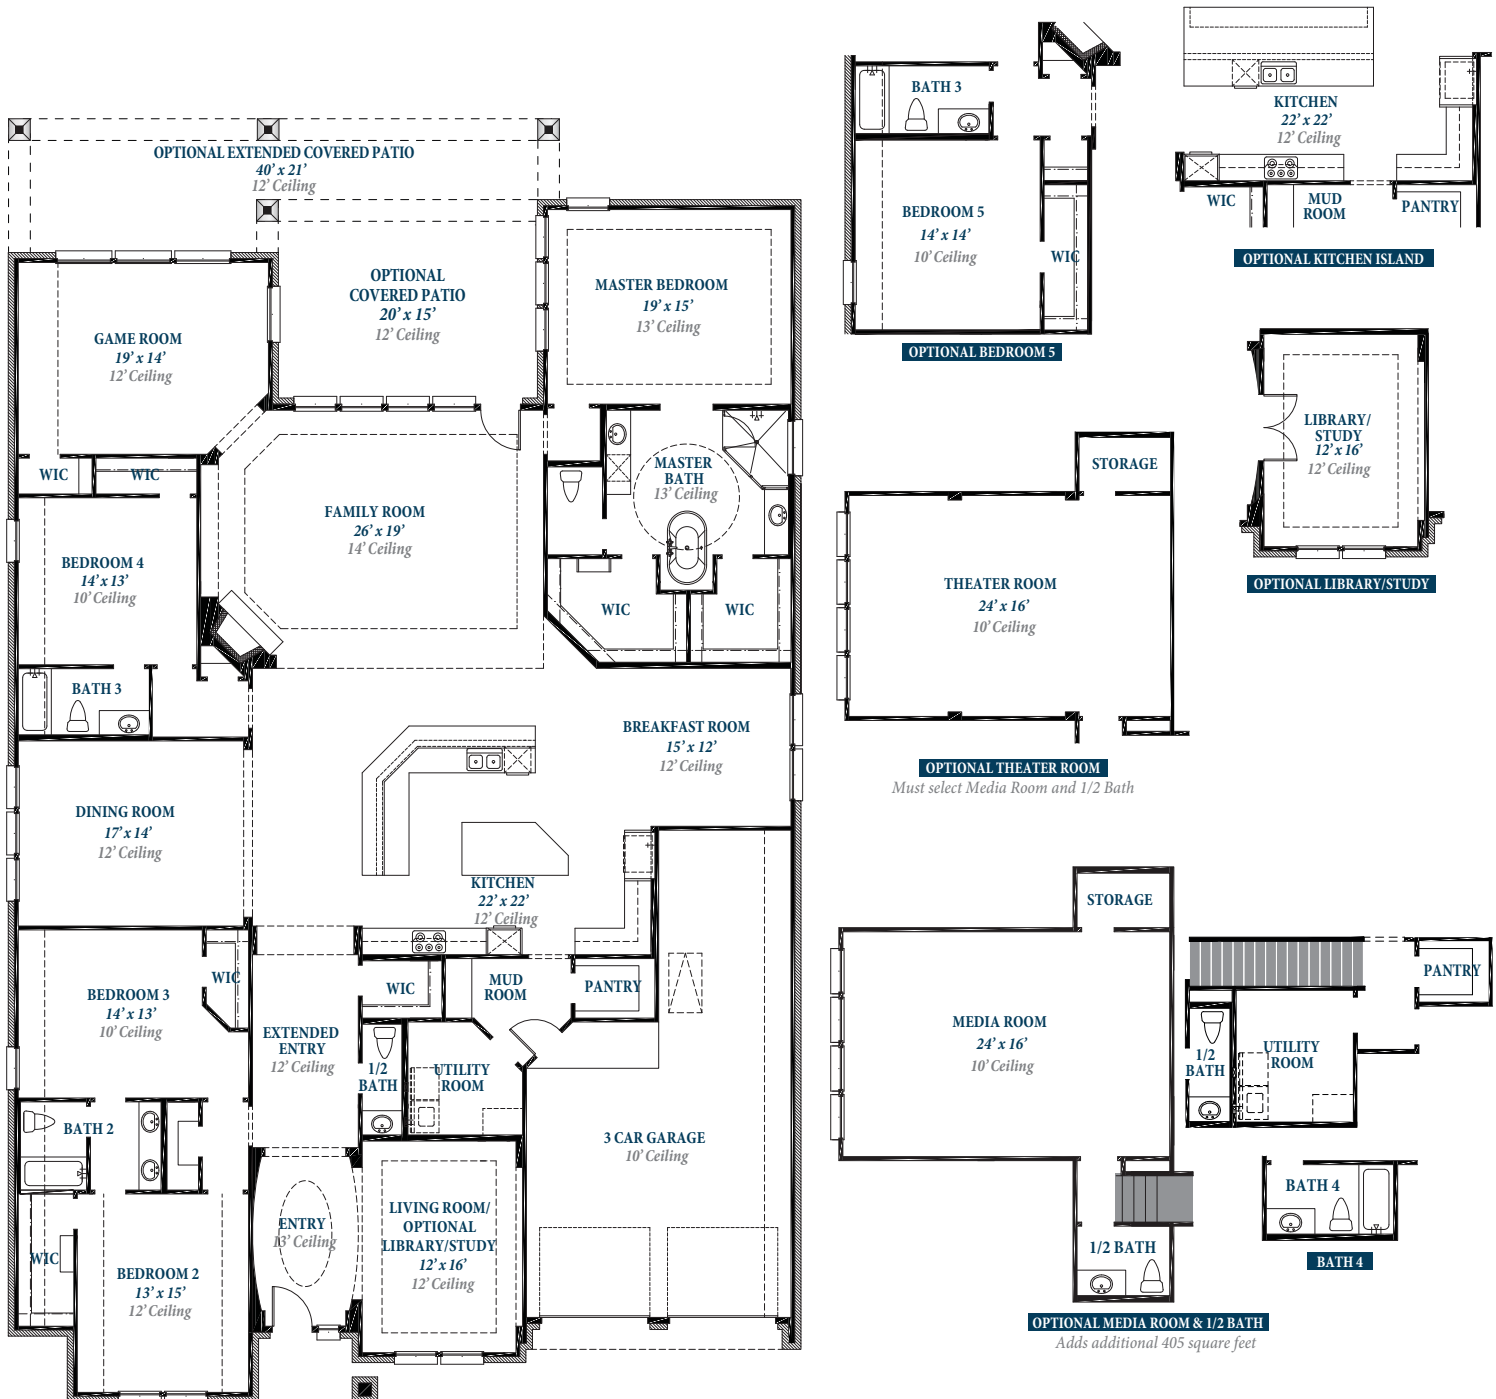 OPTIONAL EXTENDED COVERED PATIO
40' x 21'
12' Ceiling
OPTIONAL
COVERED PATIO
20' x 15'
12' Ceiling
MASTER BEDROOM
19' x 15'
13' Ceiling
GAME ROOM
19' x 14'
12' Ceiling
WIC
WIC
FAMILY ROOM
26' x 19'
14' Ceiling
MASTER
BATH
13' Ceiling
BEDROOM 4
14' x 13'
10' Ceiling
WIC
WIC
BATH 3
BREAKFAST ROOM
15' x 12'
12' Ceiling
DINING ROOM
17' x 14'
12' Ceiling
KITCHEN
22' x 22'
12' Ceiling
BEDROOM 3
14' x 13'
10' Ceiling
WIC
WIC
MUD
ROOM
PANTRY
EXTENDED
ENTRY
12' Ceiling
1/2
BATH
UTILITY
ROOM
BATH 2
3 CAR GARAGE
10' Ceiling
ENTRY
13' Ceiling
LIVING ROOM/
OPTIONAL
LIBRARY/STUDY
12' x 16'
12' Ceiling
WIC
BEDROOM 2
13' x 15'
12' Ceiling
BATH 3
BEDROOM 5
14' x 14'
10' Ceiling
WIC
OPTIONAL BEDROOM 5
KITCHEN
22' x 22'
12' Ceiling
WIC
MUD
ROOM
PANTRY
OPTIONAL KITCHEN ISLAND
LIBRARY/
STUDY
12' x 16'
12' Ceiling
OPTIONAL LIBRARY/STUDY
STORAGE
THEATER ROOM
24' x 16'
10' Ceiling
OPTIONAL THEATER ROOM
Must select Media Room and 1/2 Bath
STORAGE
MEDIA ROOM
24' x 16'
10' Ceiling
1/2 BATH
OPTIONAL MEDIA ROOM & 1/2 BATH
Adds additional 405 square feet
PANTRY
1/2
BATH
UTILITY
ROOM
BATH 4
BATH 4